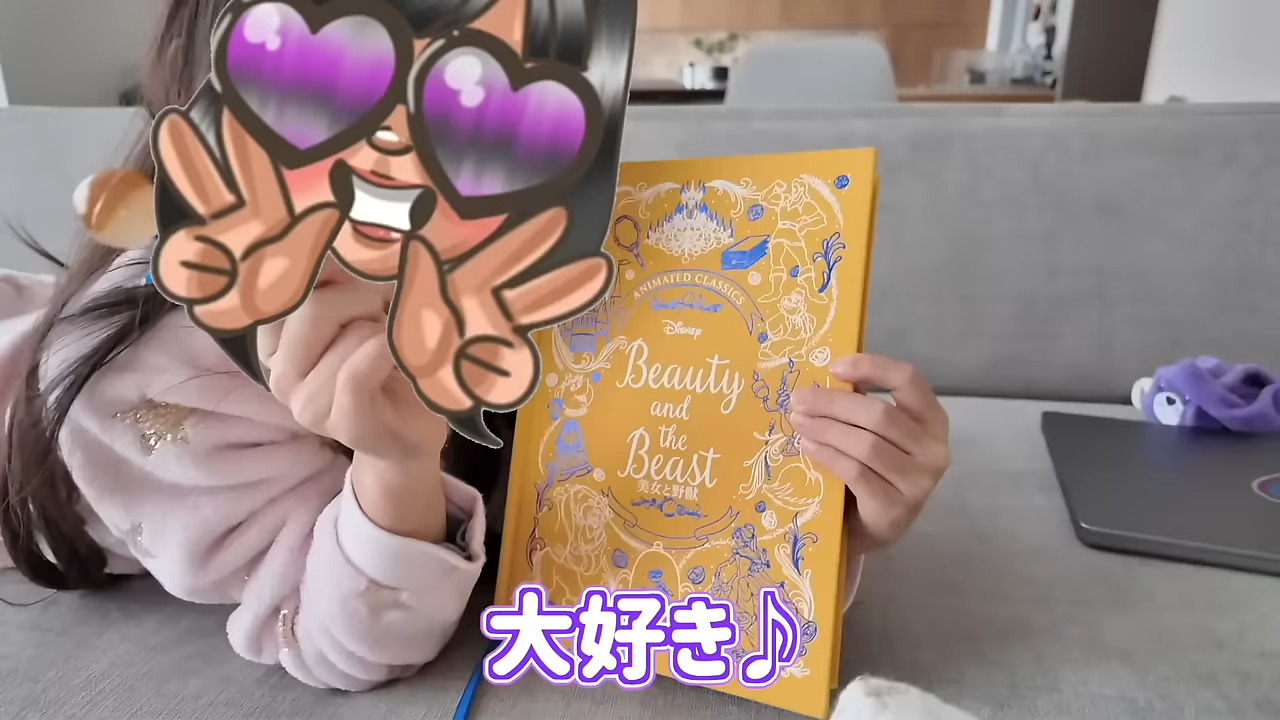 ANIMATED CLASSICS
Disney
Beauty
and
the
Beast
美女と野獣
大好き♪